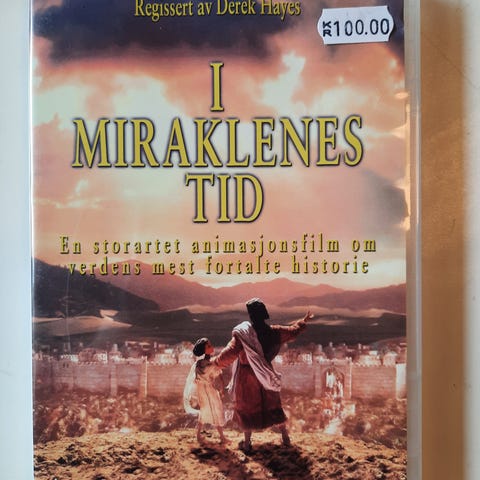 Regissert av Derek Hayes
KR 100.00
I
MIRAKLENES
TID
En storartet animasjonsfilm om
verdens mest fortalte historie